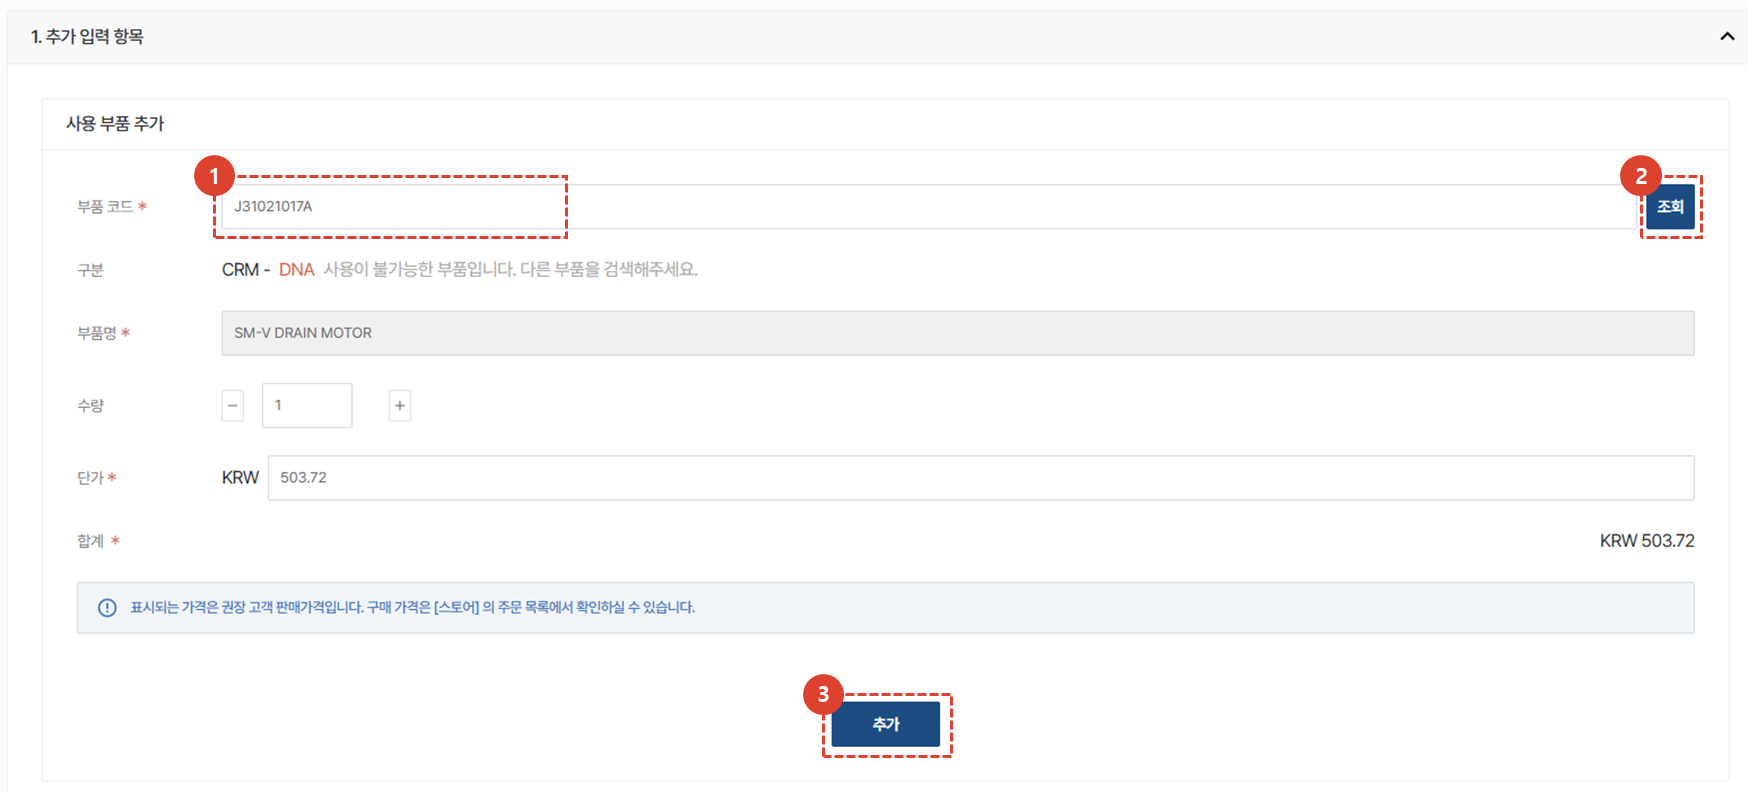 1. 추가 입력 항목
사용 부품 추가
1
2
부품 코드 * J31021017A 조회
구분 CRM - DNA 사용이 불가능한 부품입니다. 다른 부품을 검색해주세요.
부품명 * SM-V DRAIN MOTOR
수량 − 1 +
단가 * KRW 503.72
합계 * KRW 503.72
표시되는 가격은 권장 고객 판매가격입니다. 구매 가격은 [스토어] 의 주문 목록에서 확인하실 수 있습니다.
3
추가